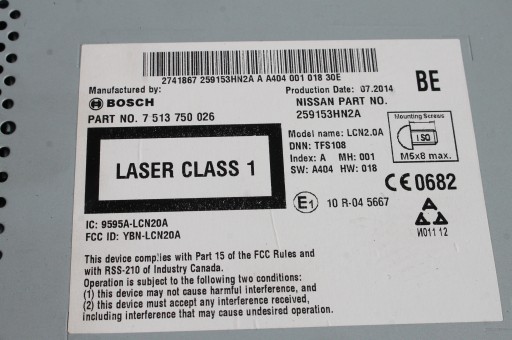 2741867 259153HN2A A A404 001 018 30E
Manufactured by:
BOSCH
PART NO. 7 513 750 026
Production Date: 07.2014
NISSAN PART NO.
259153HN2A
BE
Model name: LCN2.0A
DNN: TFS108
Index: A MH: 001
SW: A404 HW: 018
Mounting Screws
ISO
M5x8 max.
LASER CLASS 1
CE0682
E1 10 R-04 5667
И011 12
IC: 9595A-LCN20A
FCC ID: YBN-LCN20A
This device complies with Part 15 of the FCC Rules and
with RSS-210 of Industry Canada.
Operation is subject to the following two conditions:
(1) this device may not cause harmful interference, and
(2) this device must accept any interference received,
including interference that may cause undesired operation.